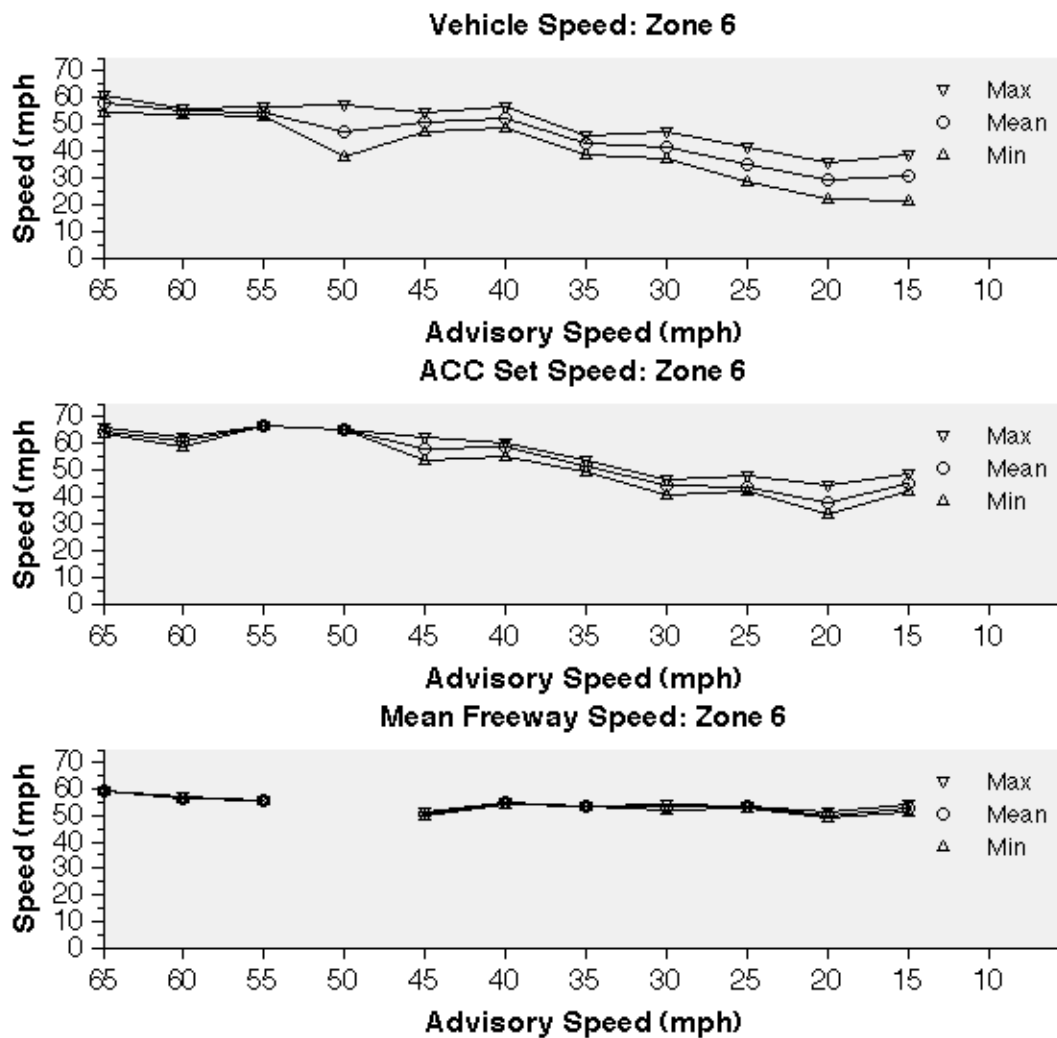 Vehicle Speed: Zone 6
Speed (mph
70
60
50
40
30
20
10
0
Max
Mean
Min
65 60 55 50 45 40 35 30 25 20 15 10
Advisory Speed (mph)
ACC Set Speed: Zone 6
Speed (mph
70
60
50
40
30
20
10
0
Max
Mean
Min
65 60 55 50 45 40 35 30 25 20 15 10
Advisory Speed (mph)
Mean Freeway Speed: Zone 6
Speed (mph
70
60
50
40
30
20
10
0
Max
Mean
Min
65 60 55 50 45 40 35 30 25 20 15 10
Advisory Speed (mph)